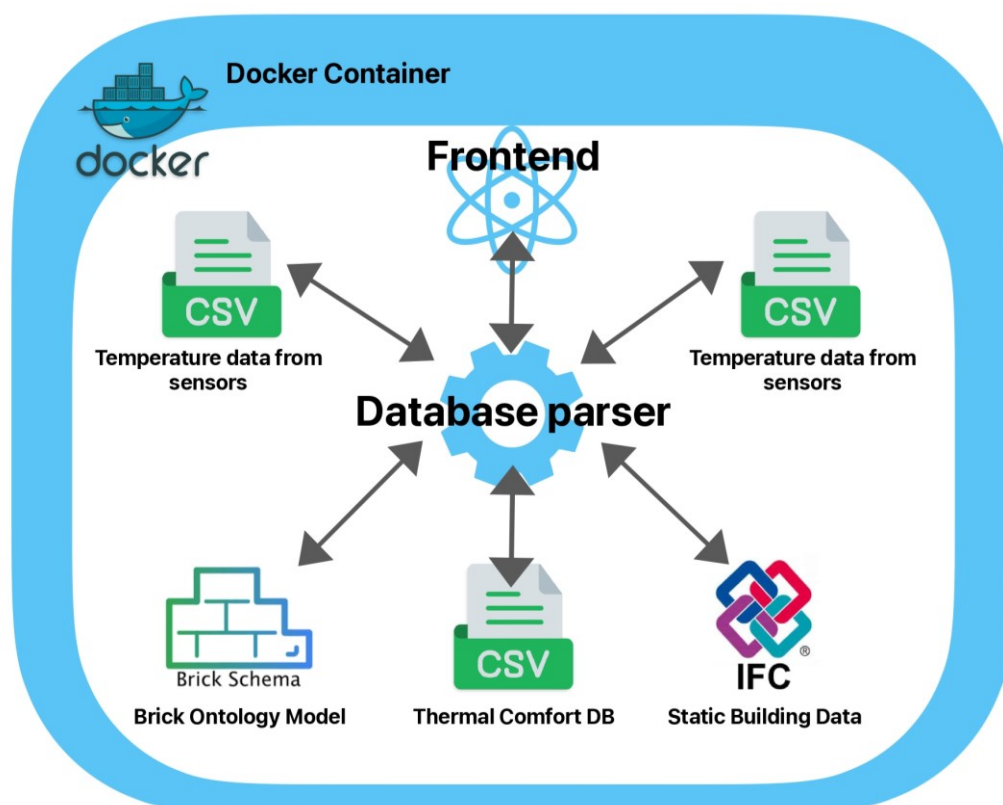 Docker Container
docker
Frontend
CSV
CSV
Temperature data from
sensors
Temperature data from
sensors
Database parser
Brick Schema
CSV
®
IFC
Brick Ontology Model
Thermal Comfort DB
Static Building Data